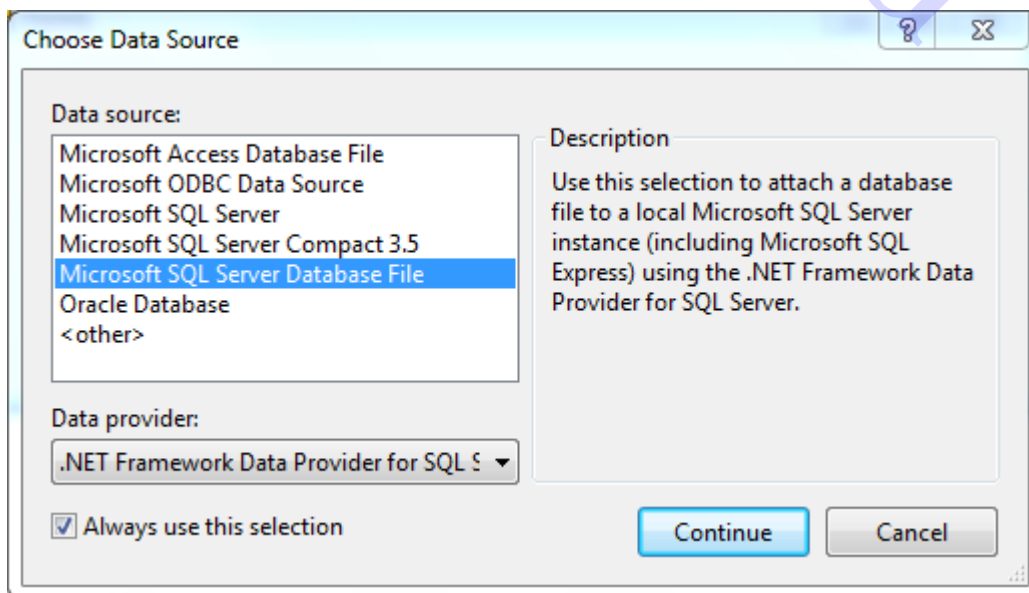 Choose Data Source
Data source:
Microsoft Access Database File
Microsoft ODBC Data Source
Microsoft SQL Server
Microsoft SQL Server Compact 3.5
Microsoft SQL Server Database File
Oracle Database
<other>
Description
Use this selection to attach a database
file to a local Microsoft SQL Server
instance (including Microsoft SQL
Express) using the .NET Framework Data
Provider for SQL Server.
Data provider:
.NET Framework Data Provider for SQL S
Always use this selection
Continue
Cancel